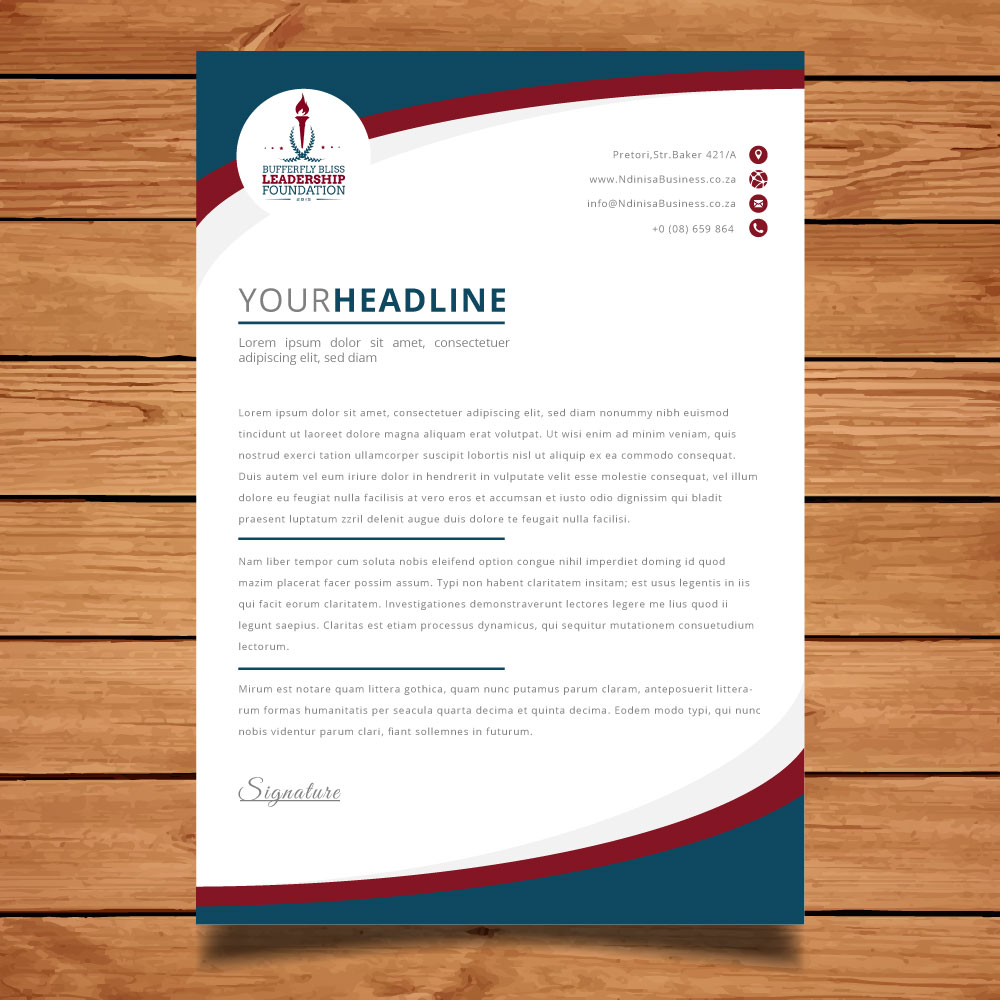 BUFFERFLY BLISS
LEADERSHIP
FOUNDATION
Pretori,Str.Baker 421/A
www.NdinisaBusiness.co.za
info@NdinisaBusiness.co.za
+0 (08) 659 864
YOURHEADLINE
Lorem ipsum dolor sit amet, consectetuer
adipiscing elit, sed diam
Lorem ipsum dolor sit amet, consectetuer adipiscing elit, sed diam nonummy nibh euismod
tincidunt ut laoreet dolore magna aliquam erat volutpat. Ut wisi enim ad minim veniam, quis
nostrud exerci tation ullamcorper suscipit lobortis nisl ut aliquip ex ea commodo consequat.
Duis autem vel eum iriure dolor in hendrerit in vulputate velit esse molestie consequat, vel illum
dolore eu feugiat nulla facilisis at vero eros et accumsan et iusto odio dignissim qui bladit
praesent luptatum zzril delenit augue duis dolore te feugait nulla facilisi.
Nam liber tempor cum soluta nobis eleifend option congue nihil imperdiet doming id quod
mazim placerat facer possim assum. Typi non habent claritatem insitam; est usus legentis in iis
qui facit eorum claritatem. Investigationes demonstraverunt lectores legere me lius quod ii
legunt saepius. Claritas est etiam processus dynamicus, qui sequitur mutationem consuetudium
lectorum.
Mirum est notare quam littera gothica, quam nunc putamus parum claram, anteposuerit littera-
rum formas humanitatis per seacula quarta decima et quinta decima. Eodem modo typi, qui nunc
nobis videntur parum clari, fiant sollemnes in futurum.
Signature